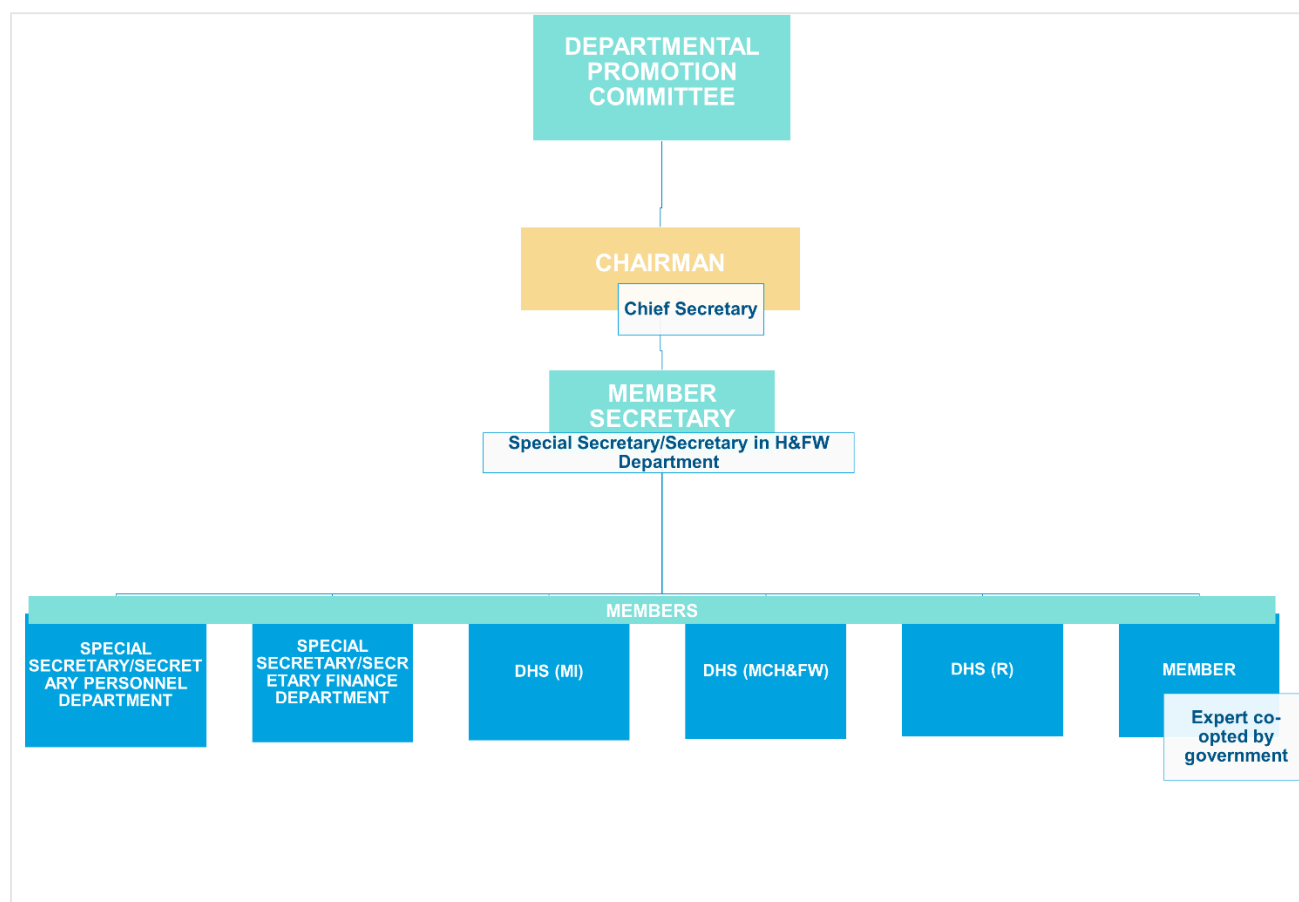 DEPARTMENTAL
PROMOTION
COMMITTEE
CHAIRMAN
Chief Secretary
MEMBER
SECRETARY
Special Secretary/Secretary in H&FW
Department
MEMBERS
SPECIAL
SECRETARY/SECRET
ARY PERSONNEL
DEPARTMENT
SPECIAL
SECRETARY/SECR
ETARY FINANCE
DEPARTMENT
DHS (MI)
DHS (MCH&FW)
DHS (R)
MEMBER
Expert co-
opted by
government